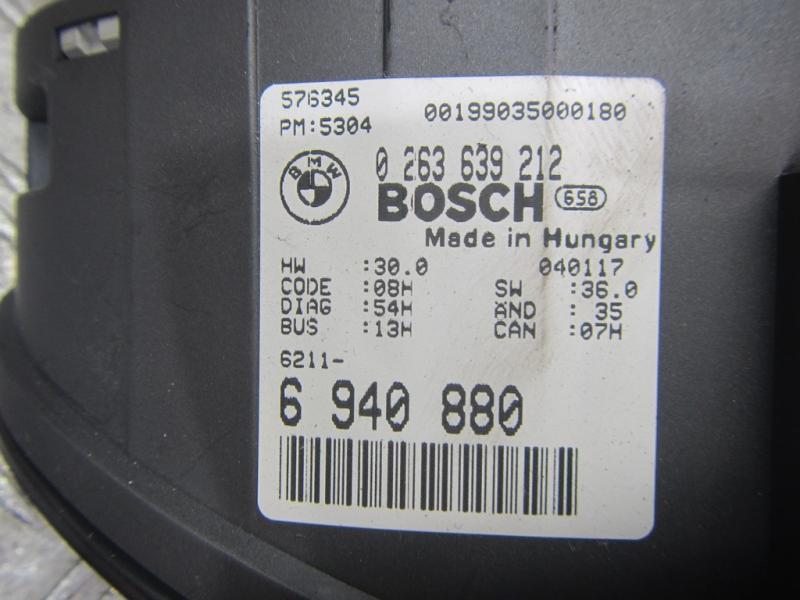 576345 00199035000180
PM:5304
BMW
0 263 639 212
BOSCH 658
Made in Hungary
HW :30.0 040117
CODE :08H SW :36.0
DIAG :54H AND : 35
BUS :13H CAN :07H
6211-
6 940 880